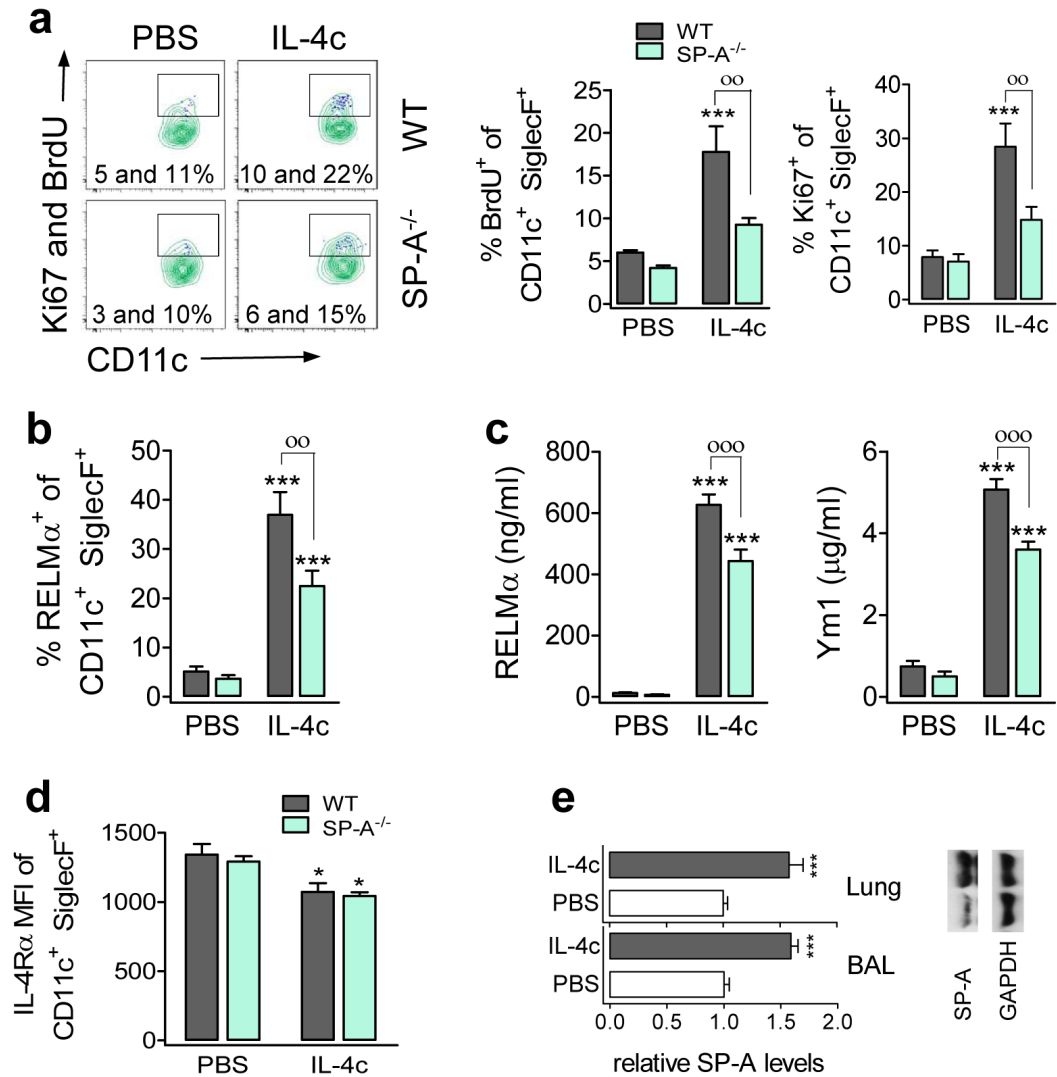 a
PBS IL-4c
Ki67 and BrdU
5 and 11%
10 and 22%
WT
3 and 10%
6 and 15%
SP-A-/-
CD11c
WT
SP-A-/-
% BrdU+ of
CD11c+ SiglecF+
25
20
15
10
5
0
***
oo
PBS IL-4c
% Ki67+ of
CD11c+ SiglecF+
40
30
20
10
0
***
oo
PBS IL-4c
b
% RELMα+ of
CD11c+ SiglecF+
50
40
30
20
10
0
oo
***
***
PBS IL-4c
c
RELMα (ng/ml)
800
600
400
200
0
ooo
***
***
PBS IL-4c
Ym1 (μg/ml)
6
4
2
0
ooo
***
***
PBS IL-4c
d
WT
SP-A-/-
IL-4Rα MFI of
CD11c+ SiglecF+
1500
1000
500
0
*
*
PBS IL-4c
e
IL-4c
***
PBS
Lung
IL-4c
***
PBS
BAL
0.0 0.5 1.0 1.5 2.0
relative SP-A levels
SP-A
GAPDH